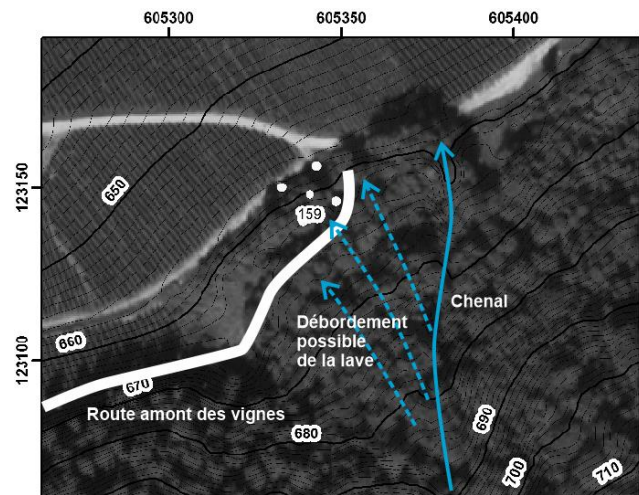 605300
605350
605400
123150
123100
650
159
660
670
Chenal
Débordement
possible
de la lave
Route amont des vignes
680
690
700
710